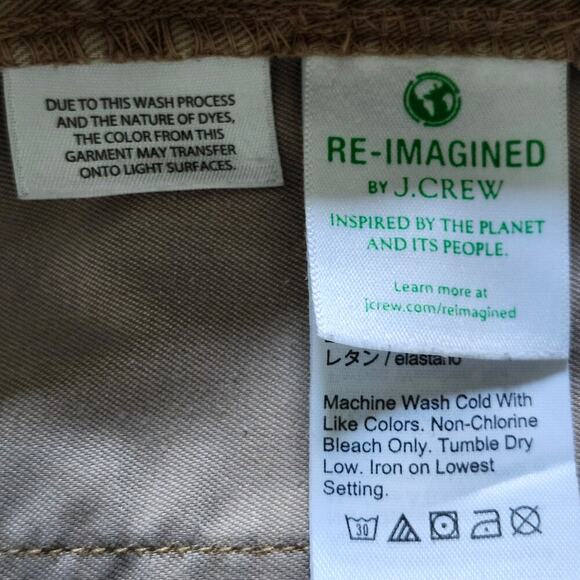 DUE TO THIS WASH PROCESS
AND THE NATURE OF DYES,
THE COLOR FROM THIS
GARMENT MAY TRANSFER
ONTO LIGHT SURFACES.
RE-IMAGINED
BY J.CREW
INSPIRED BY THE PLANET
AND ITS PEOPLE.
Learn more at
jcrew.com/reimagined
レタン / elastano
Machine Wash Cold With
Like Colors. Non-Chlorine
Bleach Only. Tumble Dry
Low. Iron on Lowest
Setting.
30